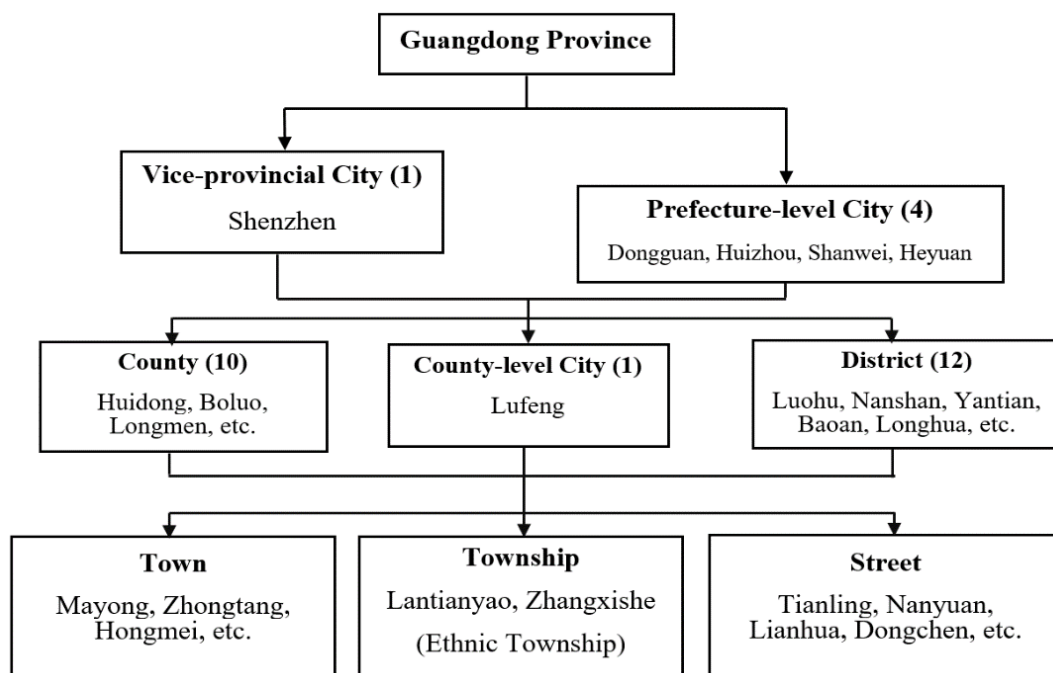 Guangdong Province
Vice-provincial City (1)
Shenzhen
Prefecture-level City (4)
Dongguan, Huizhou, Shanwei, Heyuan
County (10)
Huidong, Boluo,
Longmen, etc.
County-level City (1)
Lufeng
District (12)
Luohu, Nanshan, Yantian,
Baoan, Longhua, etc.
Town
Mayong, Zhongtang,
Hongmei, etc.
Township
Lantianyao, Zhangxishe
(Ethnic Township)
Street
Tianling, Nanyuan,
Lianhua, Dongchen, etc.